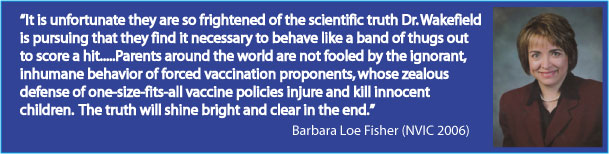 “It is unfortunate they are so frightened of the scientific truth Dr. Wakefield
is pursuing that they find it necessary to behave like a band of thugs out
to score a hit......Parents around the world are not fooled by the ignorant,
inhumane behavior of forced vaccination proponents, whose zealous
defense of one-size-fits-all vaccine policies injure and kill innocent
children. The truth will shine bright and clear in the end.”
Barbara Loe Fisher (NVIC 2006)